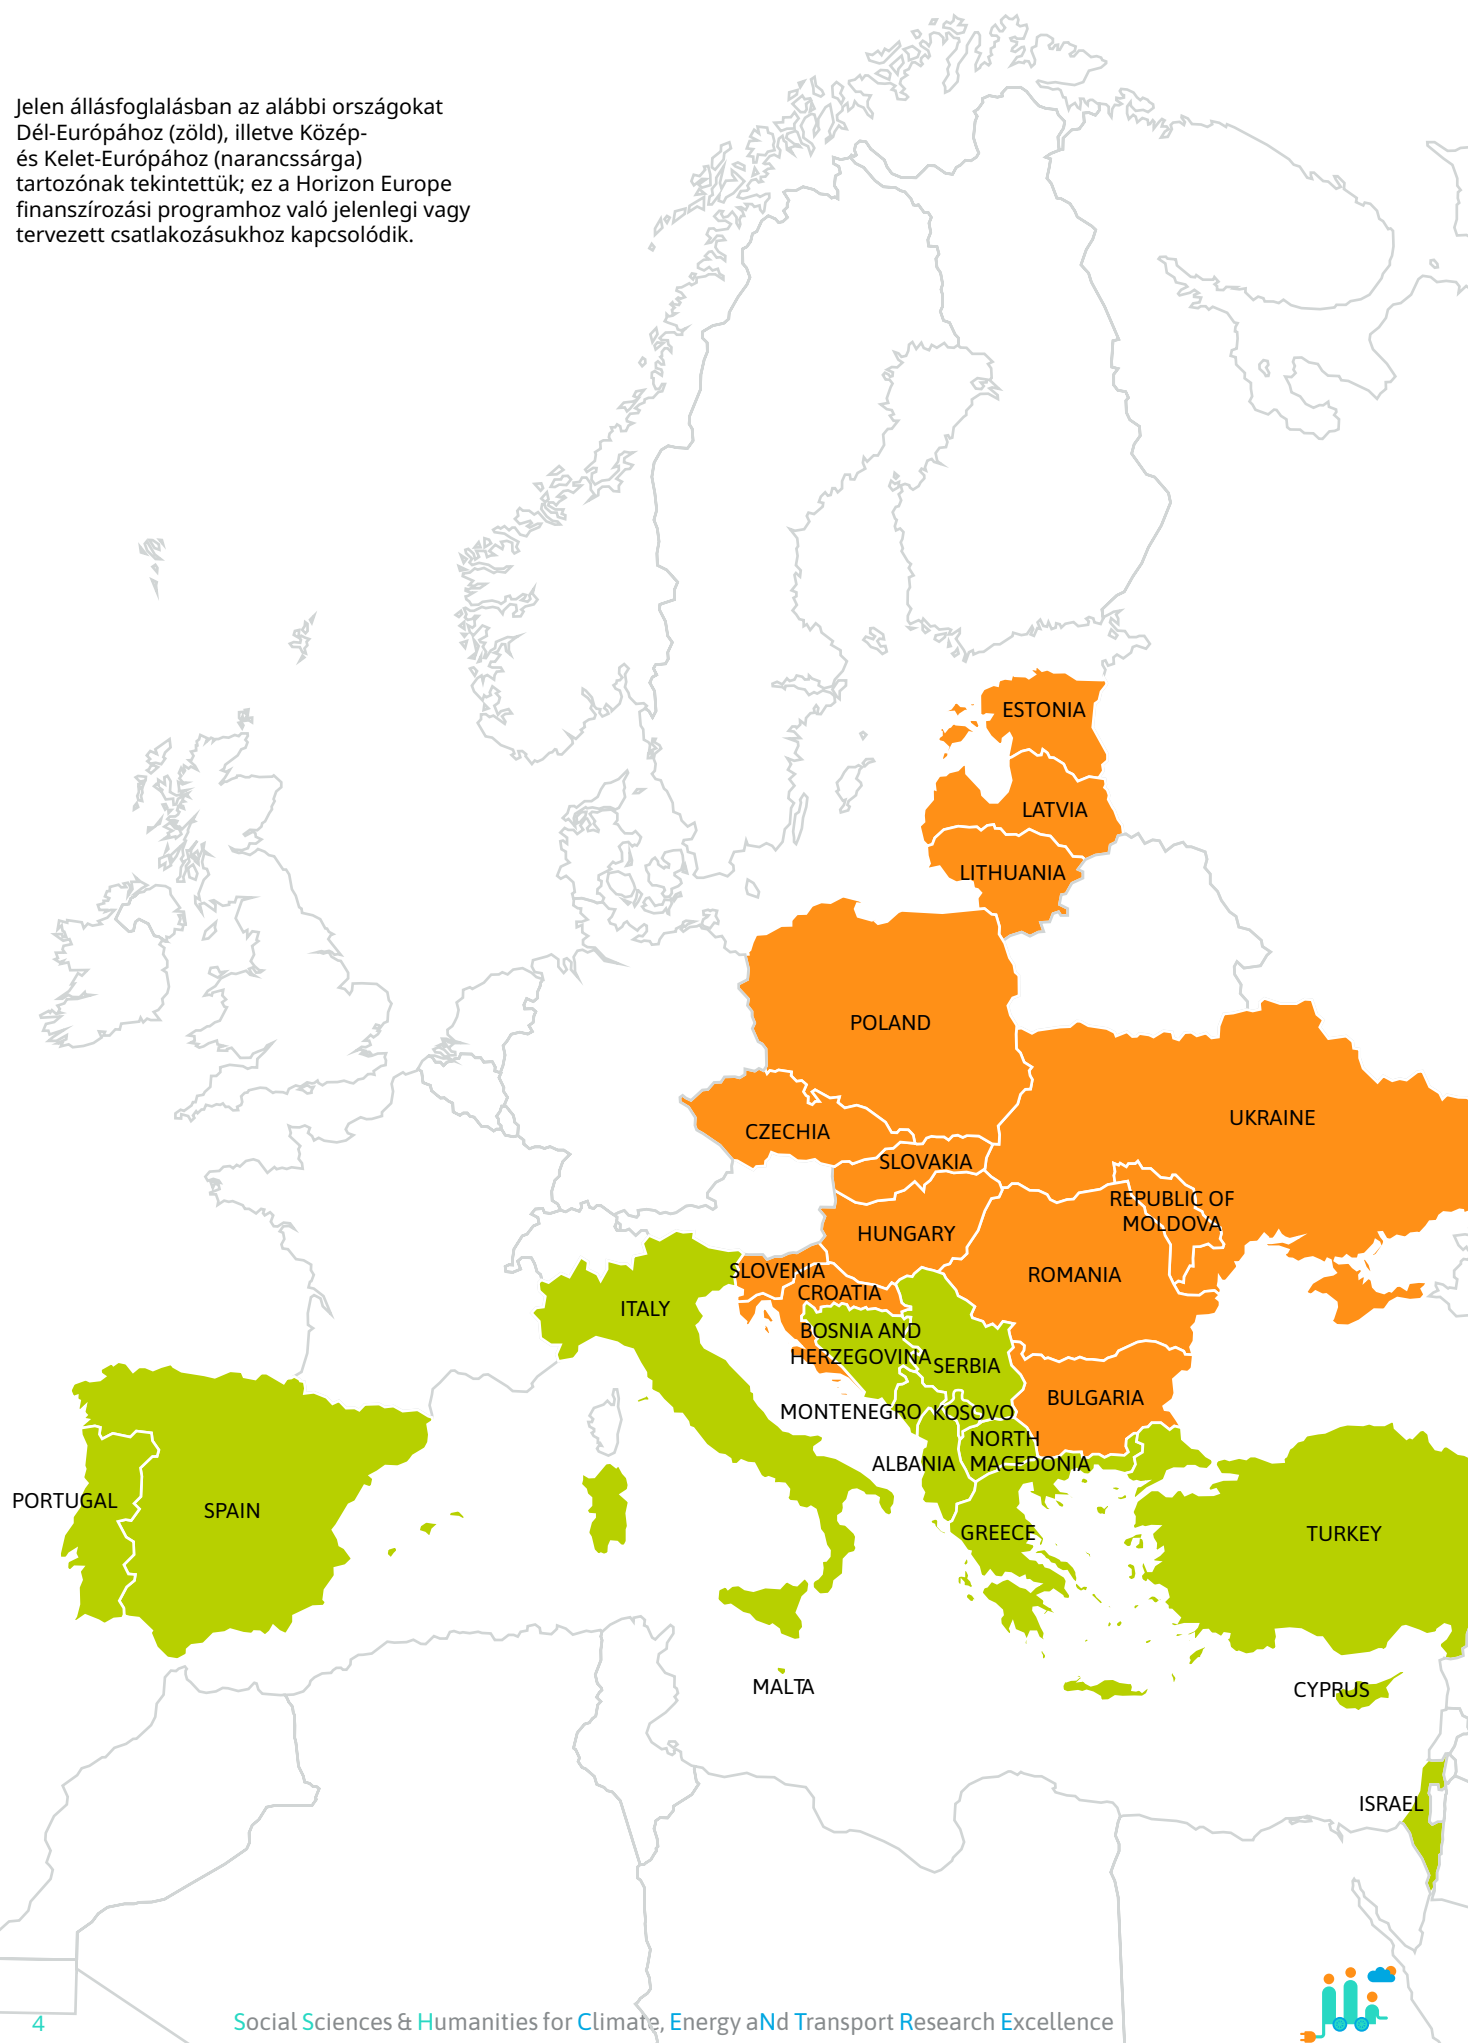 Jelen állásfoglalásban az alábbi országokat
Dél-Európához (zöld), illetve Közép-
és Kelet-Európához (narancssárga)
tartozónak tekintettük; ez a Horizon Europe
finanszírozási programhoz való jelenlegi vagy
tervezett csatlakozásukhoz kapcsolódik.
ESTONIA
LATVIA
LITHUANIA
POLAND
UKRAINE
CZECHIA
SLOVAKIA
REPUBLIC OF
MOLDOVA
HUNGARY
SLOVENIA
ROMANIA
CROATIA
ITALY
BOSNIA AND
HERZEGOVINA
SERBIA
BULGARIA
MONTENEGRO
KOSOVO
NORTH
MACEDONIA
ALBANIA
PORTUGAL
SPAIN
GREECE
TURKEY
MALTA
CYPRUS
ISRAEL
4
Social Sciences & Humanities for Climate, Energy aNd Transport Research Excellence